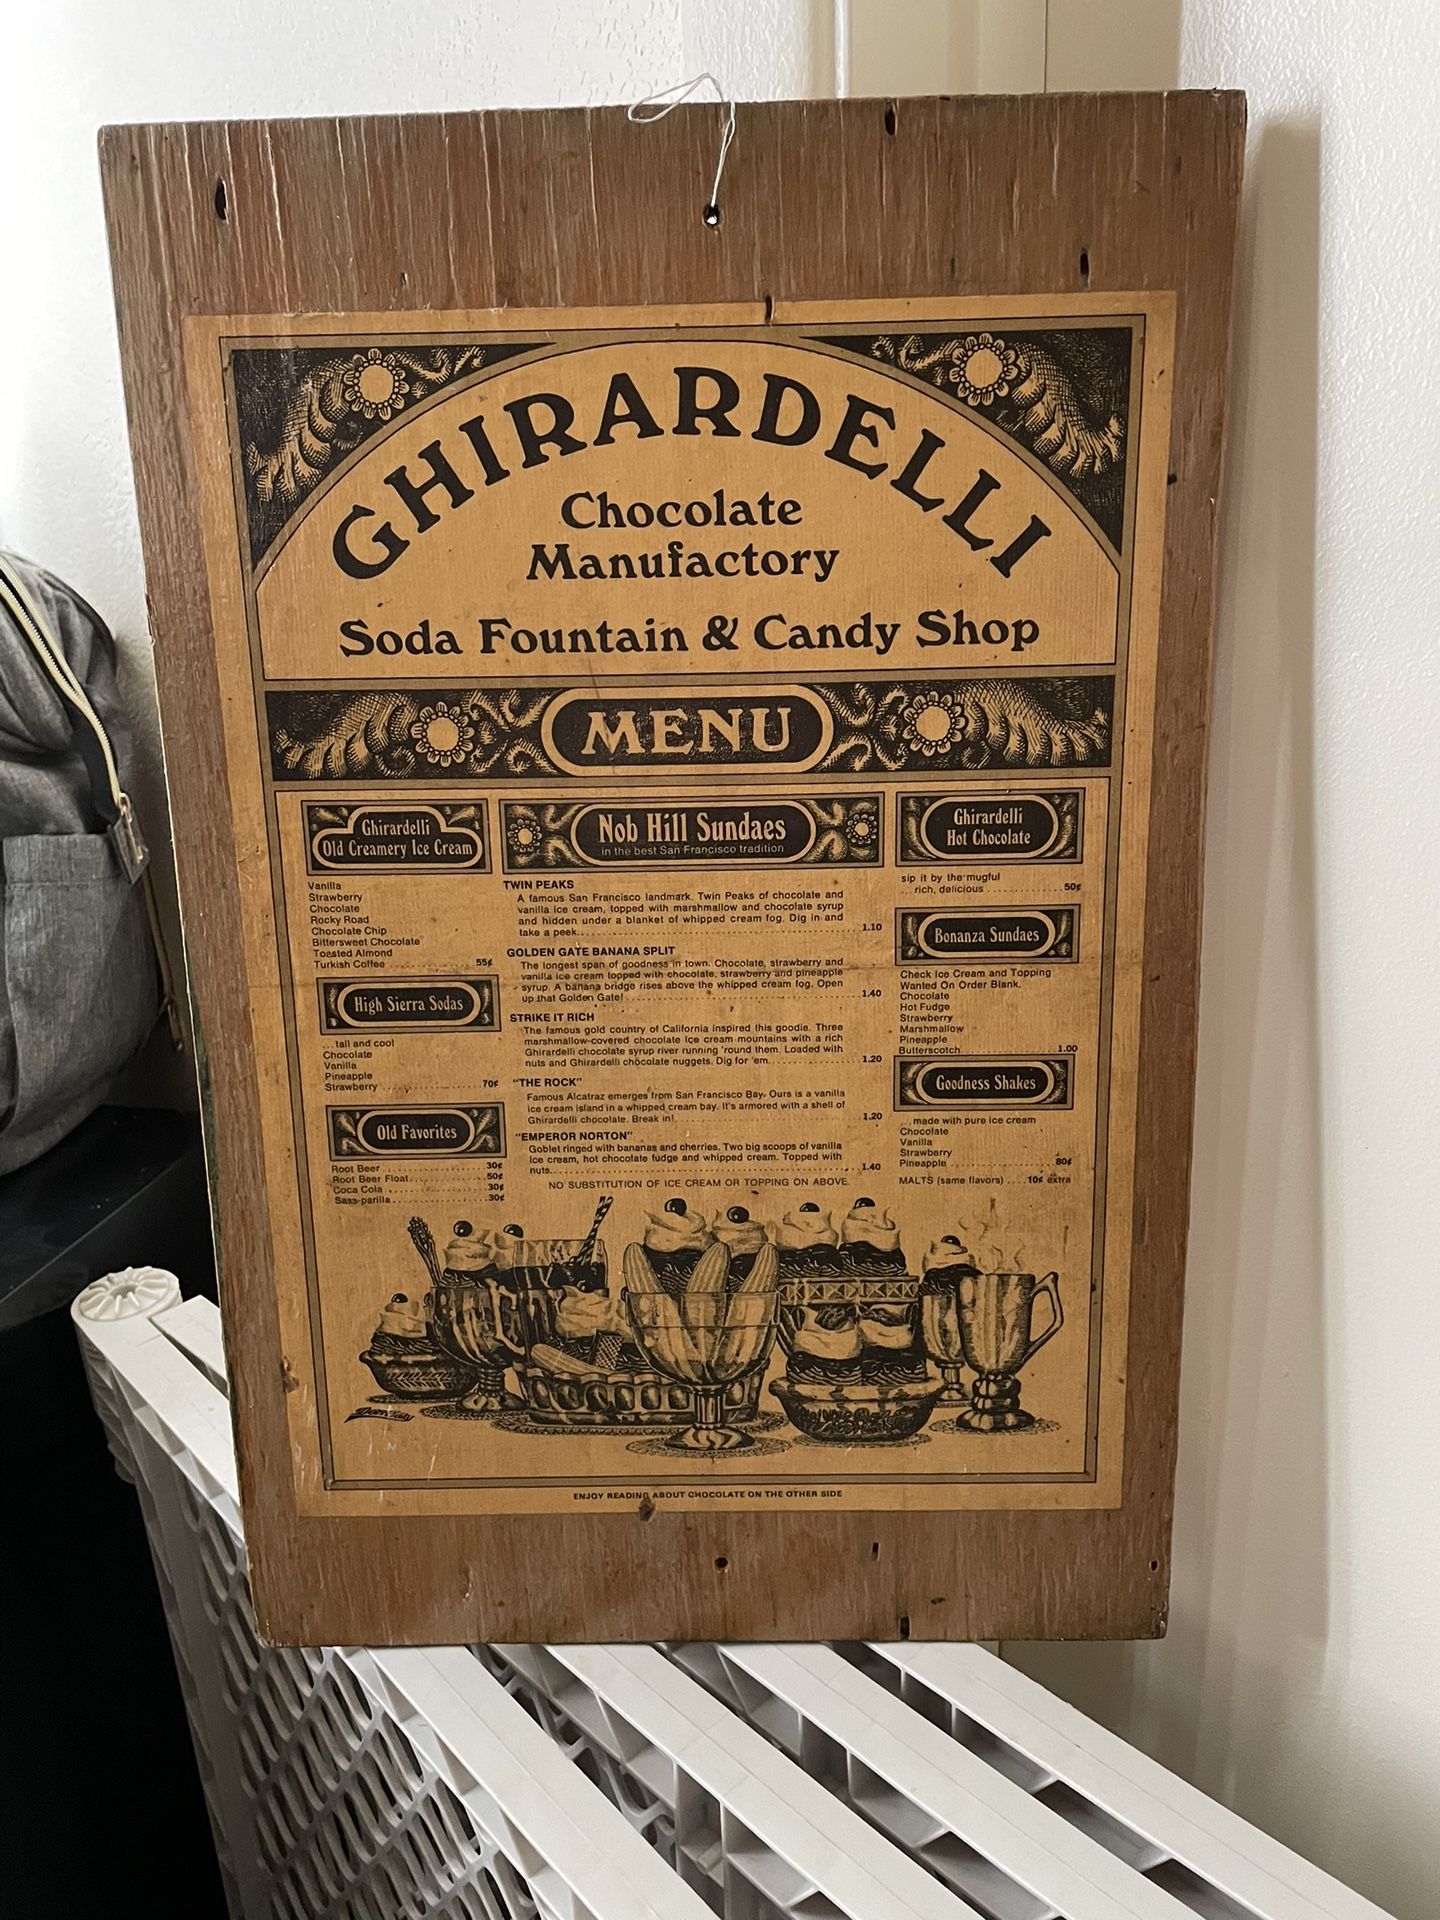 GHIRARDELLI
Chocolate
Manufactory
Soda Fountain & Candy Shop
MENU
Ghirardelli
Old Creamery Ice Cream
Vanilla
Strawberry
Chocolate
Rocky Road
Chocolate Chip
Bittersweet Chocolate
Toasted Almond
Turkish Coffee .............. 55¢
High Sierra Sodas
...tall and cool
Chocolate
Vanilla
Pineapple
Strawberry .................. 70¢
Old Favorites
Root Beer .................. 30¢
Root Beer Float............. 50¢
Coca Cola .................. 30¢
Sass-parilla................ 30¢
Nob Hill Sundaes
in the best San Francisco tradition
TWIN PEAKS
A famous San Francisco landmark. Twin Peaks of chocolate and
vanilla ice cream, topped with marshmallow and chocolate syrup
and hidden under a blanket of whipped cream fog. Dig in and
take a peek.................. 1.10
GOLDEN GATE BANANA SPLIT
The longest span of goodness in town. Chocolate, strawberry and
vanilla ice cream topped with chocolate, strawberry and pineapple
syrup. A banana bridge rises above the whipped cream fog. Open
up that Golden Gate!.................. 1.40
STRIKE IT RICH
The famous gold country of California inspired this goodie. Three
marshmallow-covered chocolate ice cream mountains with a rich
Ghirardelli chocolate syrup river running 'round them. Loaded with
nuts and Ghirardelli chocolate nuggets. Dig for 'em.................. 1.20
"THE ROCK"
Famous Alcatraz emerges from San Francisco Bay. Ours is a vanilla
ice cream island in a whipped cream bay. It's armored with a shell of
Ghirardelli chocolate. Break in!.................. 1.20
"EMPEROR NORTON"
Goblet ringed with bananas and cherries. Two big scoops of vanilla
ice cream, hot chocolate fudge and whipped cream. Topped with
nuts.................. 1.40
NO SUBSTITUTION OF ICE CREAM OR TOPPING ON ABOVE.
Ghirardelli
Hot Chocolate
sip it by the mugful
...rich, delicious .............. 50¢
Bonanza Sundaes
Check Ice Cream and Topping
Wanted On Order Blank.
Chocolate
Hot Fudge
Strawberry
Marshmallow
Pineapple
Butterscotch.................. 1.00
Goodness Shakes
...made with pure ice cream
Chocolate
Vanilla
Strawberry
Pineapple .................. 80¢
MALTS (same flavors) .... 10¢ extra
ENJOY READING ABOUT CHOCOLATE ON THE OTHER SIDE